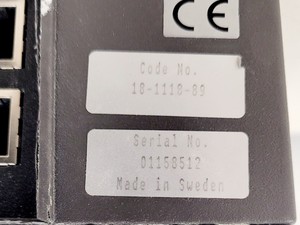 CE
Code No.
18-1118-89
Serial No.
01158512
Made in Sweden